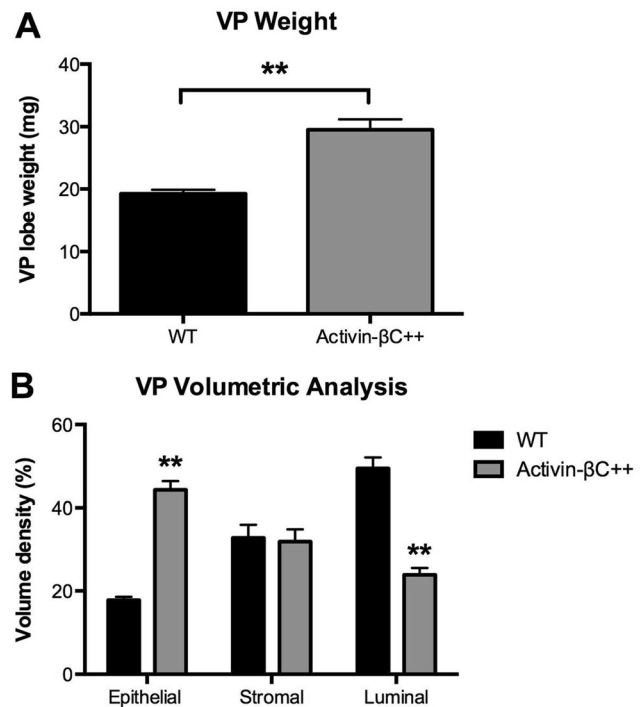 A
VP Weight
**
VP lobe weight (mg)
40
30
20
10
0
WT
Activin-βC++
B
VP Volumetric Analysis
Volume density (%)
60
40
20
0
**
**
WT
Activin-βC++
Epithelial
Stromal
Luminal